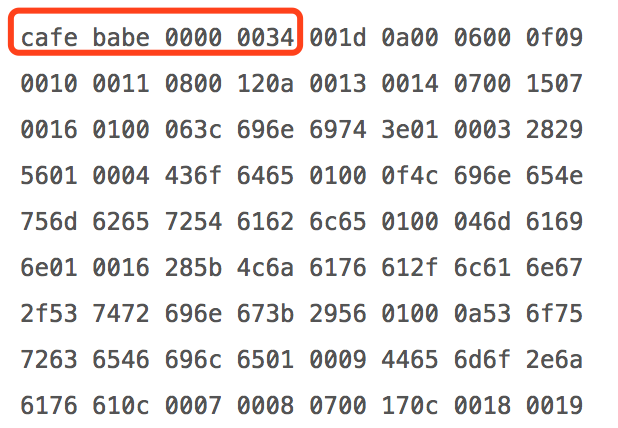 cafe babe 0000 0034 001d 0a00 0600 0f09
0010 0011 0800 120a 0013 0014 0700 1507
0016 0100 063c 696e 6974 3e01 0003 2829
5601 0004 436f 6465 0100 0f4c 696e 654e
756d 6265 7254 6162 6c65 0100 046d 6169
6e01 0016 285b 4c6a 6176 612f 6c61 6e67
2f53 7472 696e 673b 2956 0100 0a53 6f75
7263 6546 696c 6501 0009 4465 6d6f 2e6a
6176 610c 0007 0008 0700 170c 0018 0019